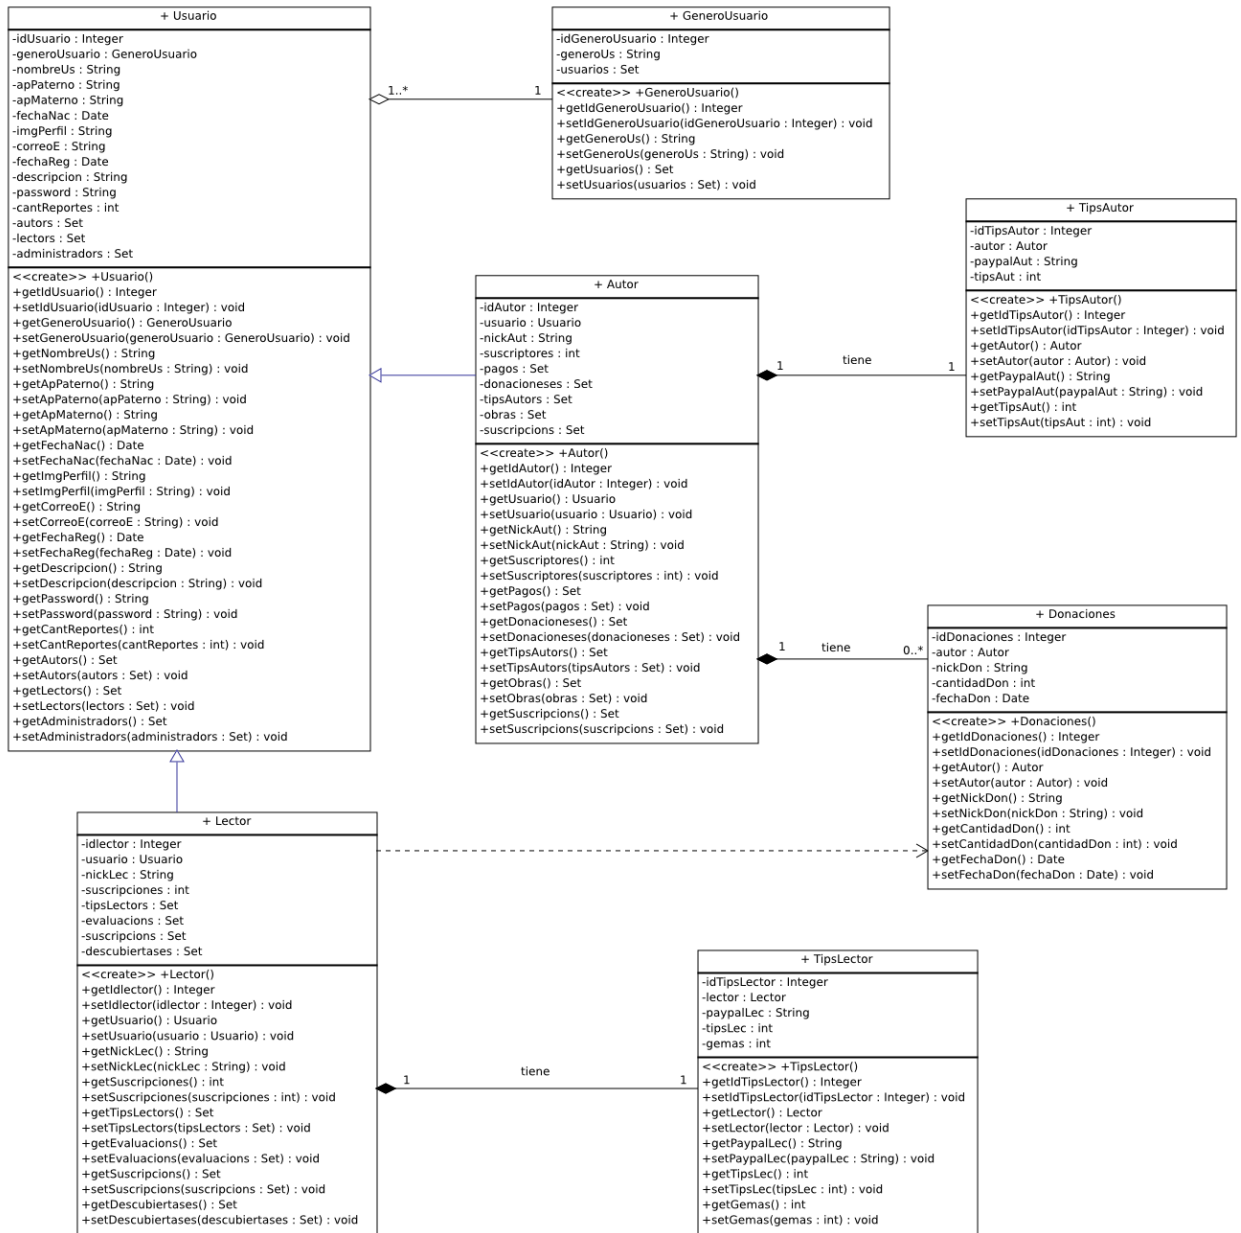 + Usuario
-idUsuario : Integer
-generoUsuario : GeneroUsuario
-nombreUs : String
-apPaterno : String
-apMaterno : String
-fechaNac : Date
-imgPerfil : String
-correoE : String
-fechaReg : Date
-descripcion : String
-password : String
-cantReportes : int
-autors : Set
-lectors : Set
-administradors : Set
<<create>> +Usuario()
+getIdUsuario() : Integer
+setIdUsuario(idUsuario : Integer) : void
+getGeneroUsuario() : GeneroUsuario
+setGeneroUsuario(generoUsuario : GeneroUsuario) : void
+getNombreUs() : String
+setNombreUs(nombreUs : String) : void
+getApPaterno() : String
+setApPaterno(apPaterno : String) : void
+getApMaterno() : String
+setApMaterno(apMaterno : String) : void
+getFechaNac() : Date
+setFechaNac(fechaNac : Date) : void
+getImgPerfil() : String
+setImgPerfil(imgPerfil : String) : void
+getCorreoE() : String
+setCorreoE(correoE : String) : void
+getFechaReg() : Date
+setFechaReg(fechaReg : Date) : void
+getDescripcion() : String
+setDescripcion(descripcion : String) : void
+getPassword() : String
+setPassword(password : String) : void
+getCantReportes() : int
+setCantReportes(cantReportes : int) : void
+getAutors() : Set
+setAutors(autors : Set) : void
+getLectors() : Set
+setLectors(lectors : Set) : void
+getAdministradors() : Set
+setAdministradors(administradors : Set) : void
1..*
1
+ GeneroUsuario
-idGeneroUsuario : Integer
-generoUs : String
-usuarios : Set
<<create>> +GeneroUsuario()
+getIdGeneroUsuario() : Integer
+setIdGeneroUsuario(idGeneroUsuario : Integer) : void
+getGeneroUs() : String
+setGeneroUs(generoUs : String) : void
+getUsuarios() : Set
+setUsuarios(usuarios : Set) : void
+ Autor
-idAutor : Integer
-usuario : Usuario
-nickAut : String
-suscriptores : int
-pagos : Set
-donacioneses : Set
-tipsAutors : Set
-obras : Set
-suscripcions : Set
<<create>> +Autor()
+getIdAutor() : Integer
+setIdAutor(idAutor : Integer) : void
+getUsuario() : Usuario
+setUsuario(usuario : Usuario) : void
+getNickAut() : String
+setNickAut(nickAut : String) : void
+getSuscriptores() : int
+setSuscriptores(suscriptores : int) : void
+getPagos() : Set
+setPagos(pagos : Set) : void
+getDonacioneses() : Set
+setDonacioneses(donacioneses : Set) : void
+getTipsAutors() : Set
+setTipsAutors(tipsAutors : Set) : void
+getObras() : Set
+setObras(obras : Set) : void
+getSuscripcions() : Set
+setSuscripcions(suscripcions : Set) : void
1
tiene
1
+ TipsAutor
-idTipsAutor : Integer
-autor : Autor
-paypalAut : String
-tipsAut : int
<<create>> +TipsAutor()
+getIdTipsAutor() : Integer
+setIdTipsAutor(idTipsAutor : Integer) : void
+getAutor() : Autor
+setAutor(autor : Autor) : void
+getPaypalAut() : String
+setPaypalAut(paypalAut : String) : void
+getTipsAut() : int
+setTipsAut(tipsAut : int) : void
1
tiene
0..*
+ Donaciones
-idDonaciones : Integer
-autor : Autor
-nickDon : String
-cantidadDon : int
-fechaDon : Date
<<create>> +Donaciones()
+getIdDonaciones() : Integer
+setIdDonaciones(idDonaciones : Integer) : void
+getAutor() : Autor
+setAutor(autor : Autor) : void
+getNickDon() : String
+setNickDon(nickDon : String) : void
+getCantidadDon() : int
+setCantidadDon(cantidadDon : int) : void
+getFechaDon() : Date
+setFechaDon(fechaDon : Date) : void
+ Lector
-idlector : Integer
-usuario : Usuario
-nickLec : String
-suscripciones : int
-tipsLectors : Set
-evaluacions : Set
-suscripcions : Set
-descubiertases : Set
<<create>> +Lector()
+getIdlector() : Integer
+setIdlector(idlector : Integer) : void
+getUsuario() : Usuario
+setUsuario(usuario : Usuario) : void
+getNickLec() : String
+setNickLec(nickLec : String) : void
+getSuscripciones() : int
+setSuscripciones(suscripciones : int) : void
+getTipsLectors() : Set
+setTipsLectors(tipsLectors : Set) : void
+getEvaluacions() : Set
+setEvaluacions(evaluacions : Set) : void
+getSuscripcions() : Set
+setSuscripcions(suscripcions : Set) : void
+getDescubiertases() : Set
+setDescubiertases(descubiertases : Set) : void
1
tiene
1
+ TipsLector
-idTipsLector : Integer
-lector : Lector
-paypalLec : String
-tipsLec : int
-gemas : int
<<create>> +TipsLector()
+getIdTipsLector() : Integer
+setIdTipsLector(idTipsLector : Integer) : void
+getLector() : Lector
+setLector(lector : Lector) : void
+getPaypalLec() : String
+setPaypalLec(paypalLec : String) : void
+getTipsLec() : int
+setTipsLec(tipsLec : int) : void
+getGemas() : int
+setGemas(gemas : int) : void